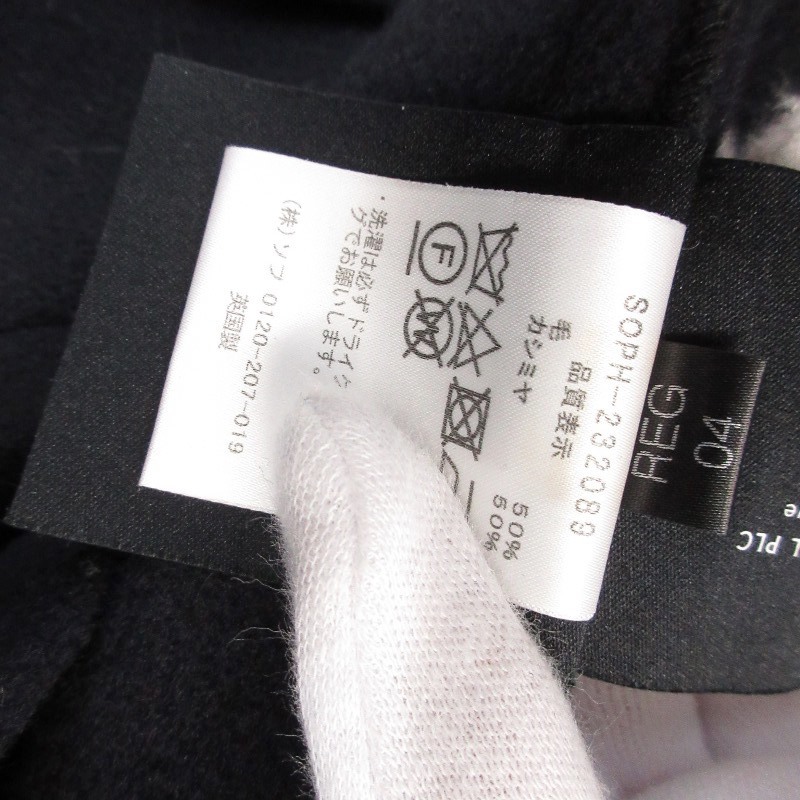 SOPH-232089
品質表示
毛 50%
カシミヤ 50%
F
・洗濯は必ずドライク
グでお願いします。
(株)ソフ 0120-207-019
英国製
REG
04
L PLC